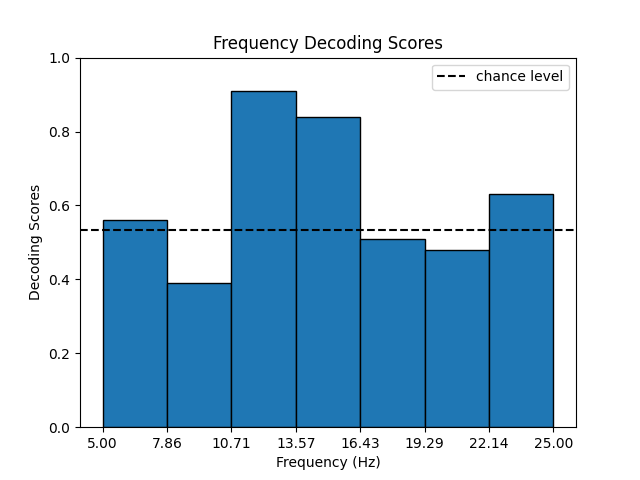 Frequency Decoding Scores
chance level
1.0
0.8
0.6
0.4
0.2
0.0
Decoding Scores
5.00 7.86 10.71 13.57 16.43 19.29 22.14 25.00
Frequency (Hz)